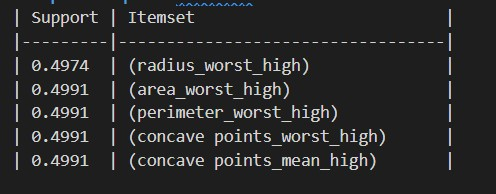 | Support | Itemset |
|---------|---------------------------------|
| 0.4974 | (radius_worst_high) |
| 0.4991 | (area_worst_high) |
| 0.4991 | (perimeter_worst_high) |
| 0.4991 | (concave points_worst_high) |
| 0.4991 | (concave points_mean_high) |